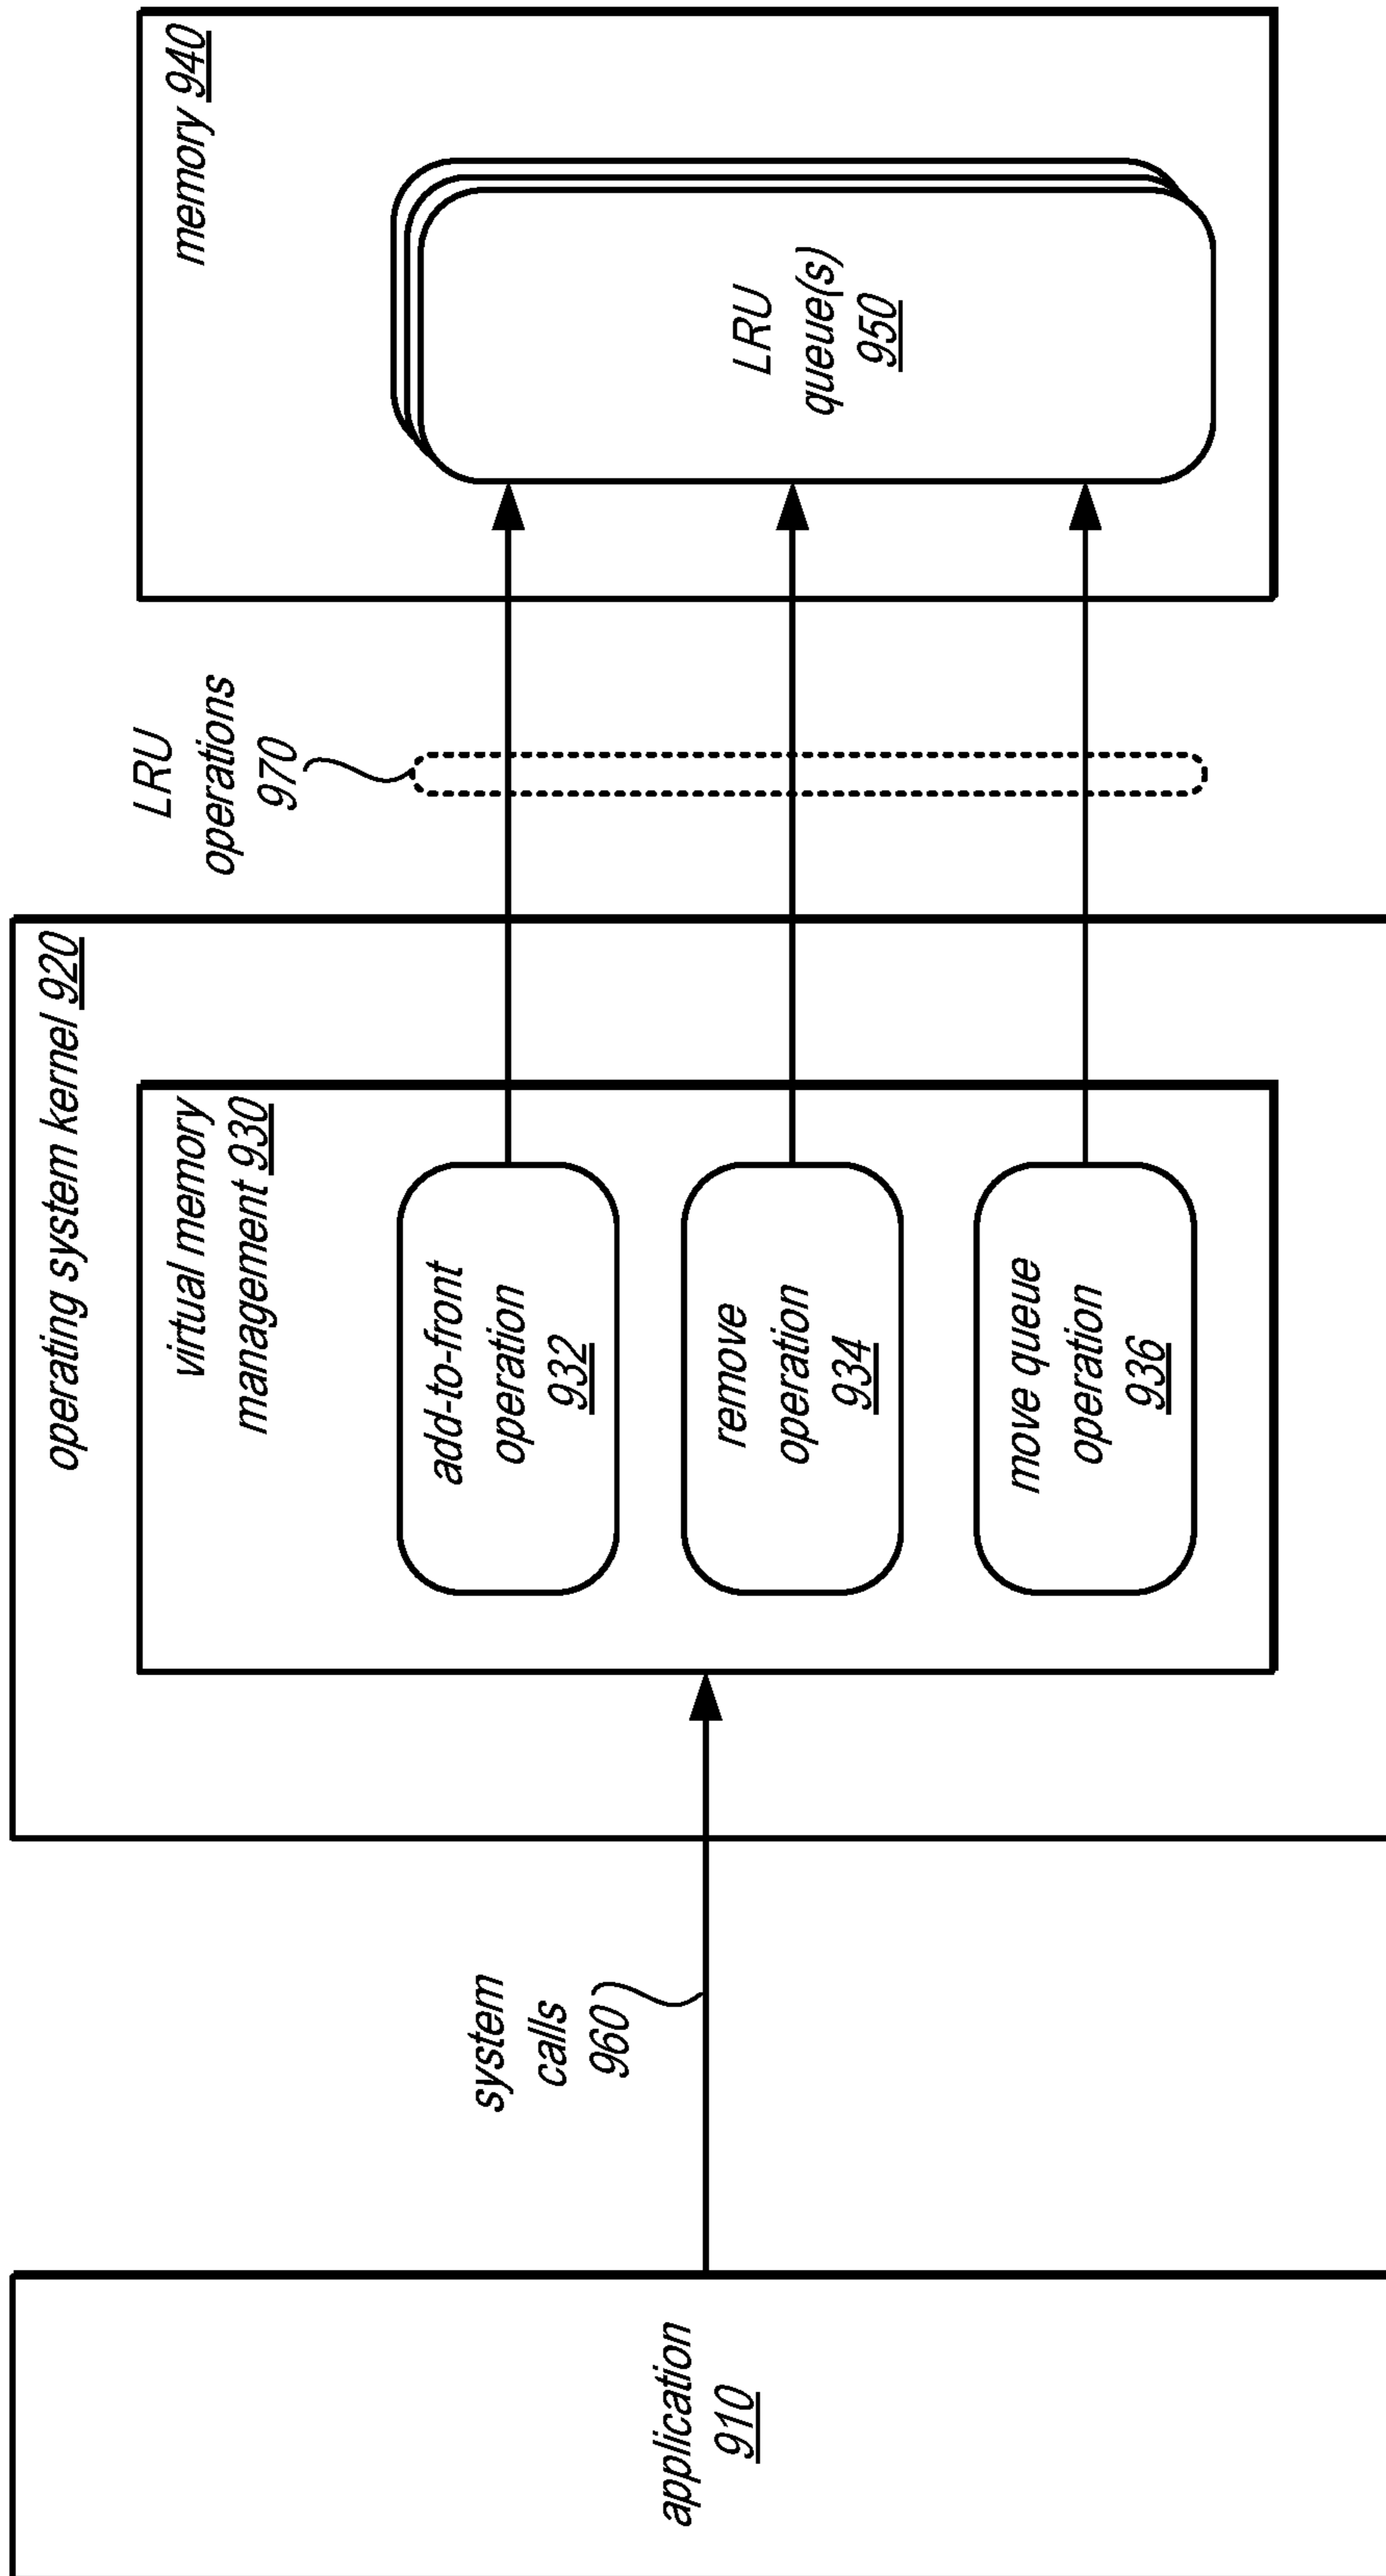 application
910
system
calls
960
operating system kernel 920
virtual memory
management 930
add-to-front
operation
932
remove
operation
934
move queue
operation
936
LRU
operations
970
memory 940
LRU
queue(s)
950